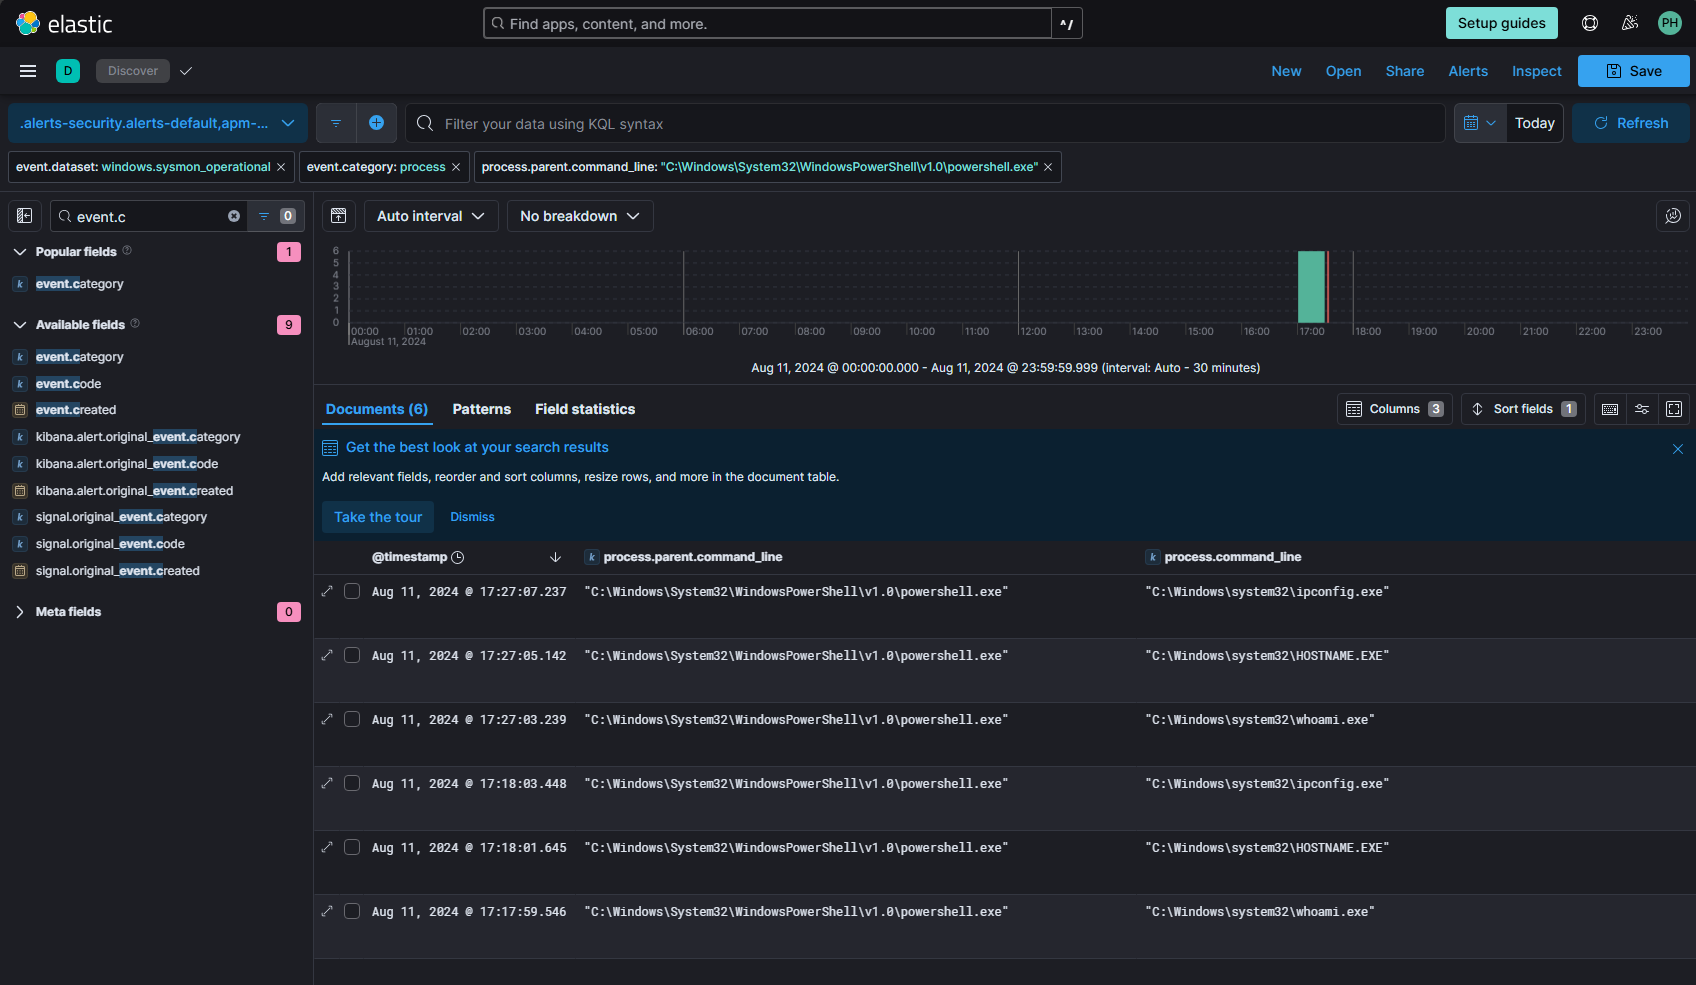 elastic
Find apps, content, and more.
^/
Setup guides
PH
D
Discover
New
Open
Share
Alerts
Inspect
Save
.alerts-security.alerts-default,apm-...
Filter your data using KQL syntax
Today
Refresh
event.dataset: windows.sysmon_operational
event.category: process
process.parent.command_line: "C:\Windows\System32\WindowsPowerShell\v1.0\powershell.exe"
event.c
0
Popular fields
1
k event.category
Available fields
9
k event.category
k event.code
event.created
k kibana.alert.original_event.category
k kibana.alert.original_event.code
kibana.alert.original_event.created
k signal.original_event.category
k signal.original_event.code
signal.original_event.created
Meta fields
0
Auto interval
No breakdown
6
5
4
3
2
1
0
00:00 01:00 02:00 03:00 04:00 05:00 06:00 07:00 08:00 09:00 10:00 11:00 12:00 13:00 14:00 15:00 16:00 17:00 18:00 19:00 20:00 21:00 22:00 23:00
August 11, 2024
Aug 11, 2024 @ 00:00:00.000 - Aug 11, 2024 @ 23:59:59.999 (interval: Auto - 30 minutes)
Documents (6)
Patterns
Field statistics
Columns 3
Sort fields 1
Get the best look at your search results
Add relevant fields, reorder and sort columns, resize rows, and more in the document table.
Take the tour
Dismiss
@timestamp k process.parent.command_line k process.command_line
Aug 11, 2024 @ 17:27:07.237 "C:\Windows\System32\WindowsPowerShell\v1.0\powershell.exe" "C:\Windows\system32\ipconfig.exe"
Aug 11, 2024 @ 17:27:05.142 "C:\Windows\System32\WindowsPowerShell\v1.0\powershell.exe" "C:\Windows\system32\HOSTNAME.EXE"
Aug 11, 2024 @ 17:27:03.239 "C:\Windows\System32\WindowsPowerShell\v1.0\powershell.exe" "C:\Windows\system32\whoami.exe"
Aug 11, 2024 @ 17:18:03.448 "C:\Windows\System32\WindowsPowerShell\v1.0\powershell.exe" "C:\Windows\system32\ipconfig.exe"
Aug 11, 2024 @ 17:18:01.645 "C:\Windows\System32\WindowsPowerShell\v1.0\powershell.exe" "C:\Windows\system32\HOSTNAME.EXE"
Aug 11, 2024 @ 17:17:59.546 "C:\Windows\System32\WindowsPowerShell\v1.0\powershell.exe" "C:\Windows\system32\whoami.exe"